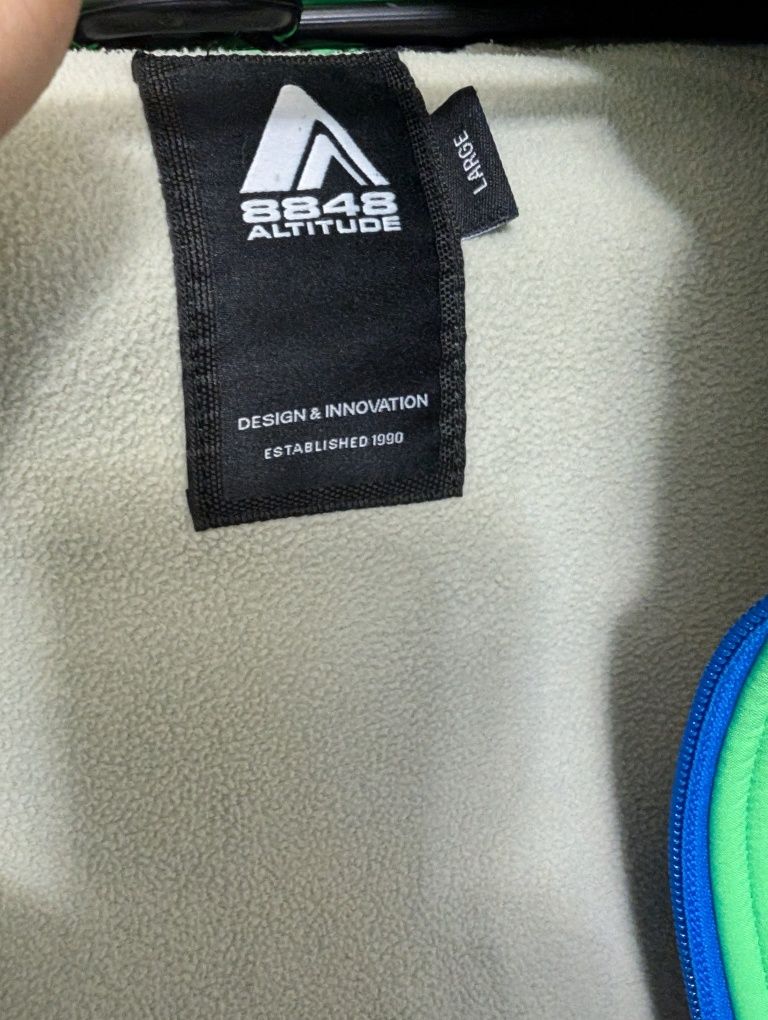 8848
ALTITUDE
LARGE
DESIGN & INNOVATION
ESTABLISHED 1990